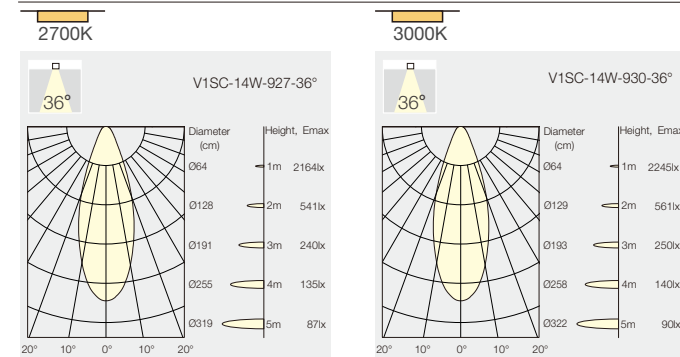 2700K
36°
V1SC-14W-927-36°
Diameter
(cm)
Height, Emax
Ø64 1m 2164lx
Ø128 2m 541lx
Ø191 3m 240lx
Ø255 4m 135lx
Ø319 5m 87lx
20° 10° 0° 10° 20°
3000K
36°
V1SC-14W-930-36°
Diameter
(cm)
Height, Emax
Ø64 1m 2245lx
Ø129 2m 561lx
Ø193 3m 250lx
Ø258 4m 140lx
Ø322 5m 90lx
20° 10° 0° 10° 20°